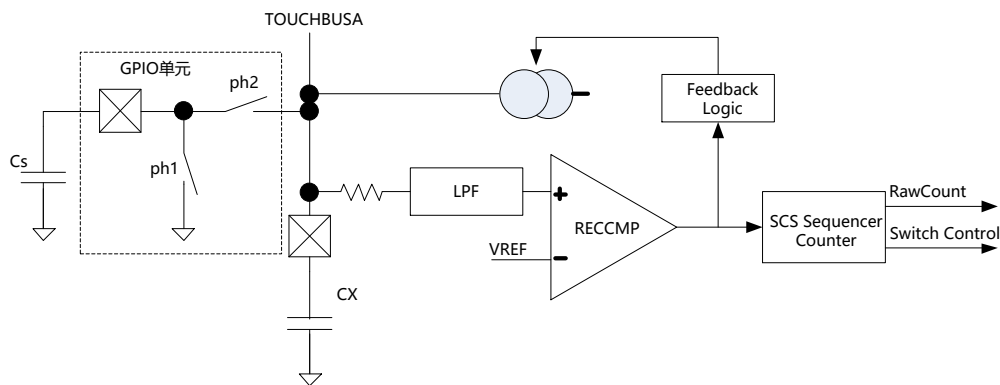 TOUCHBUSA
GPIO单元
ph2
Cs
ph1
Feedback
Logic
LPF
+
RECCMP
VREF
-
SCS Sequencer
Counter
RawCount
Switch Control
CX